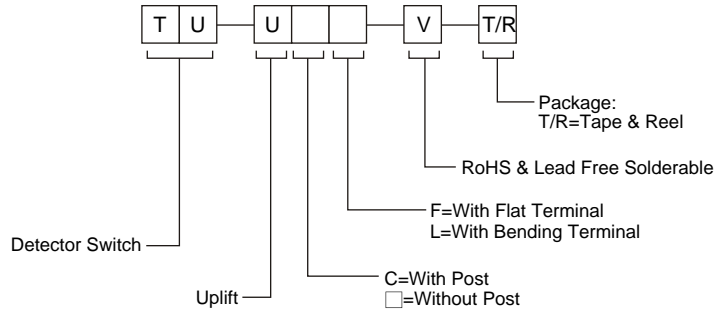 T U U V T/R
Package:
T/R=Tape & Reel
RoHS & Lead Free Solderable
F=With Flat Terminal
L=With Bending Terminal
Detector Switch
C=With Post
Uplift
□=Without Post